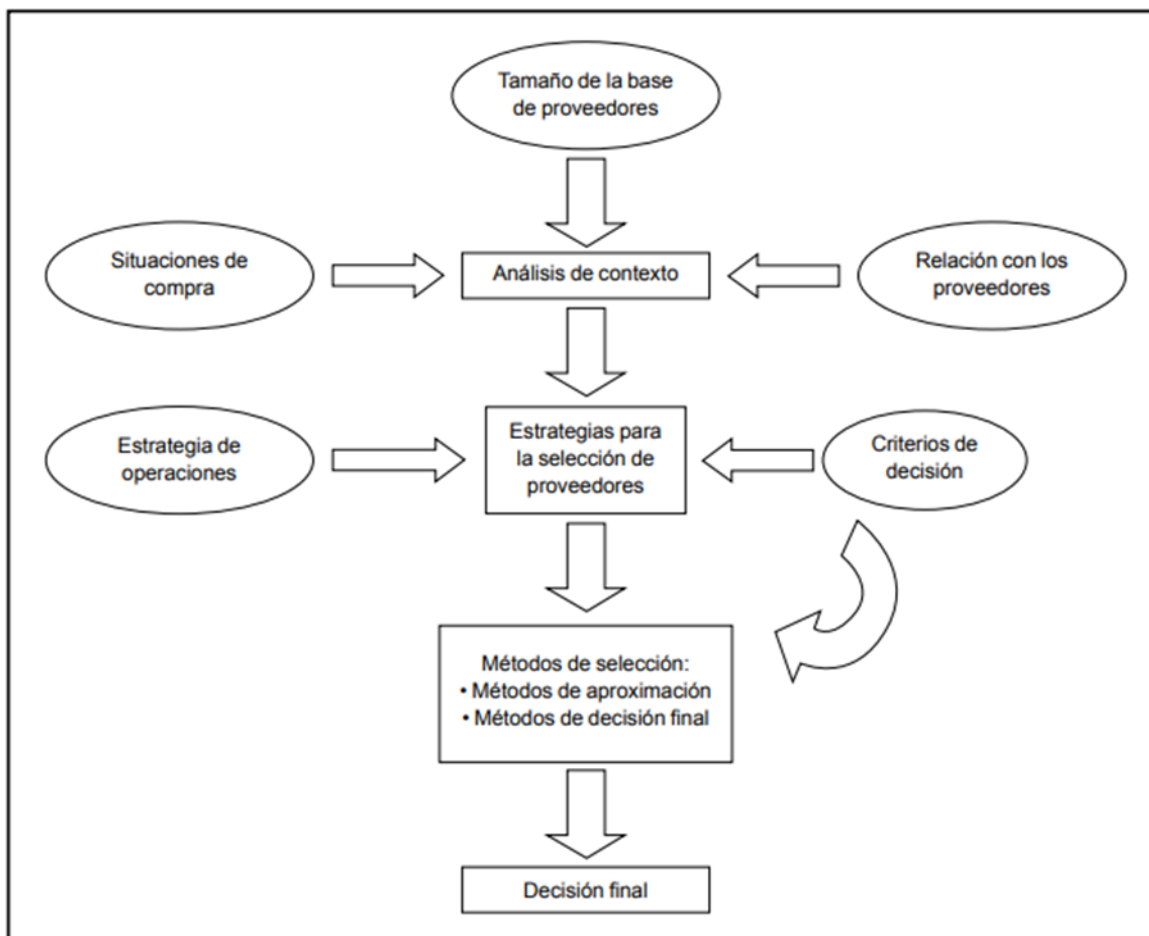 Tamaño de la base
de proveedores
Situaciones de
compra
Análisis de contexto
Relación con los
proveedores
Estrategia de
operaciones
Estrategias para
la selección de
proveedores
Criterios de
decisión
Métodos de selección:
• Métodos de aproximación
• Métodos de decisión final
Decisión final